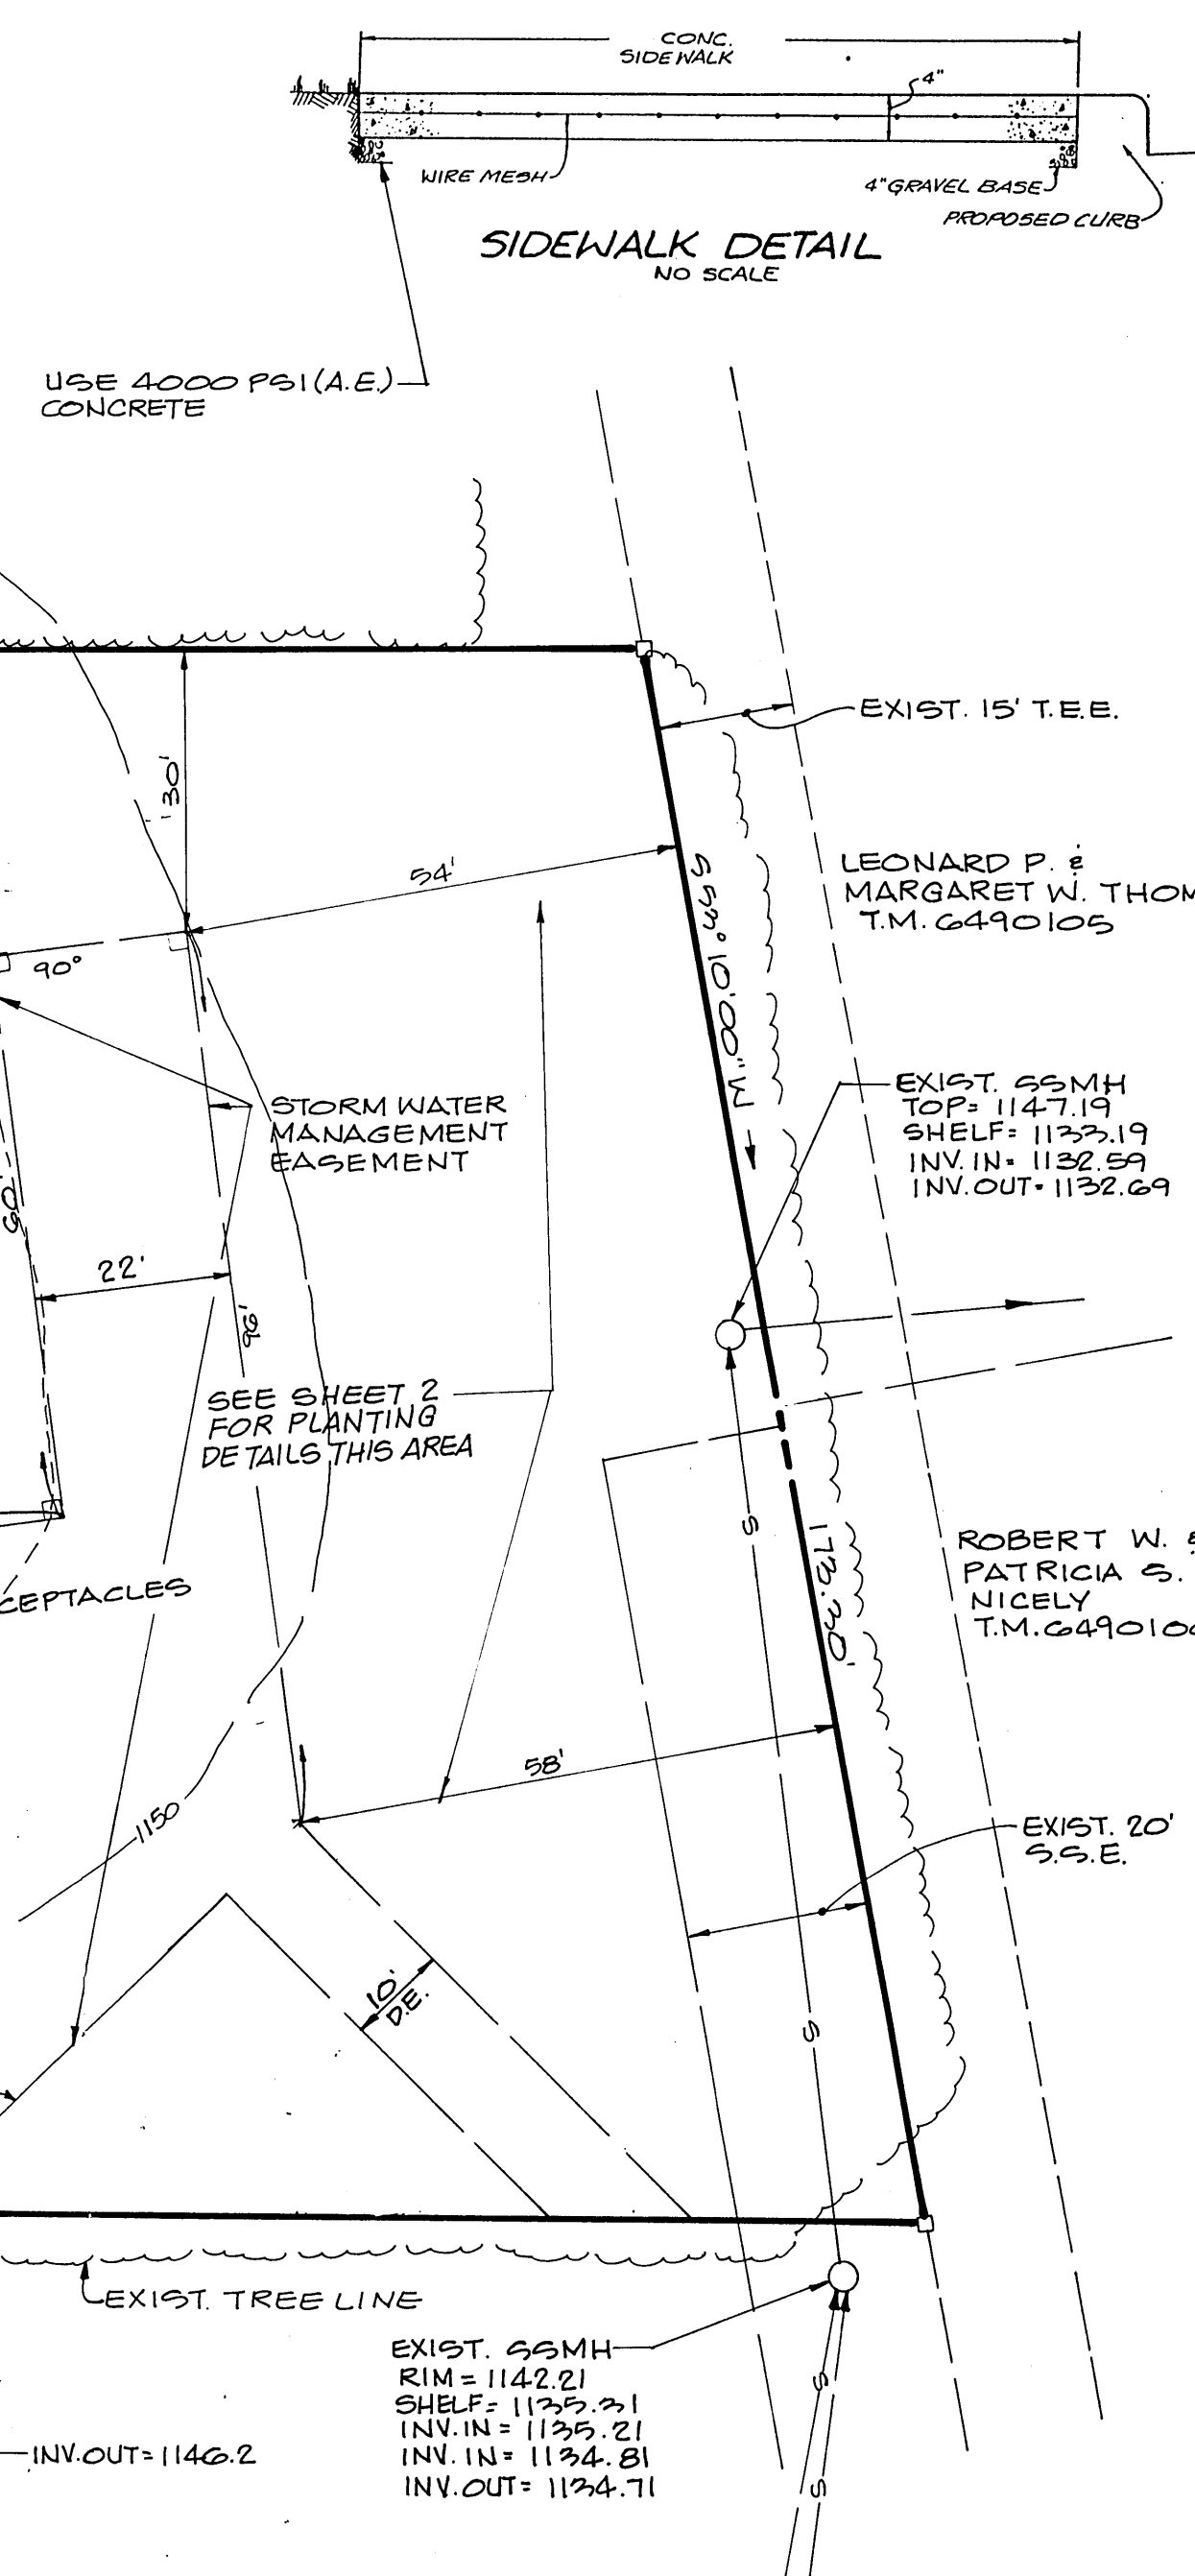 CONC.
SIDEWALK
4"
WIRE MESH
4" GRAVEL BASE
PROPOSED CURB
SIDEWALK DETAIL
NO SCALE
USE 4000 PSI (A.E.)
CONCRETE
EXIST. 15' T.E.E.
30'
54'
LEONARD P. &
MARGARET W. THOM
T.M. 6490105
S 53° 10' 00" W
90°
EXIST. SSMH
TOP= 1147.19
SHELF= 1133.19
INV. IN= 1132.59
INV. OUT= 1132.69
STORM WATER
MANAGEMENT
EASEMENT
60'
22'
96'
SEE SHEET 2
FOR PLANTING
DETAILS THIS AREA
S
173.30'
ROBERT W. &
PATRICIA S.
NICELY
T.M. 6490106
CEPTACLES
58'
1150
EXIST. 20'
S.S.E.
10'
D.E.
S
EXIST. TREE LINE
EXIST. SSMH
RIM= 1142.21
SHELF= 1135.31
INV. IN= 1135.21
INV. IN= 1134.81
INV. OUT= 1134.71
S
S
INV. OUT= 1146.2